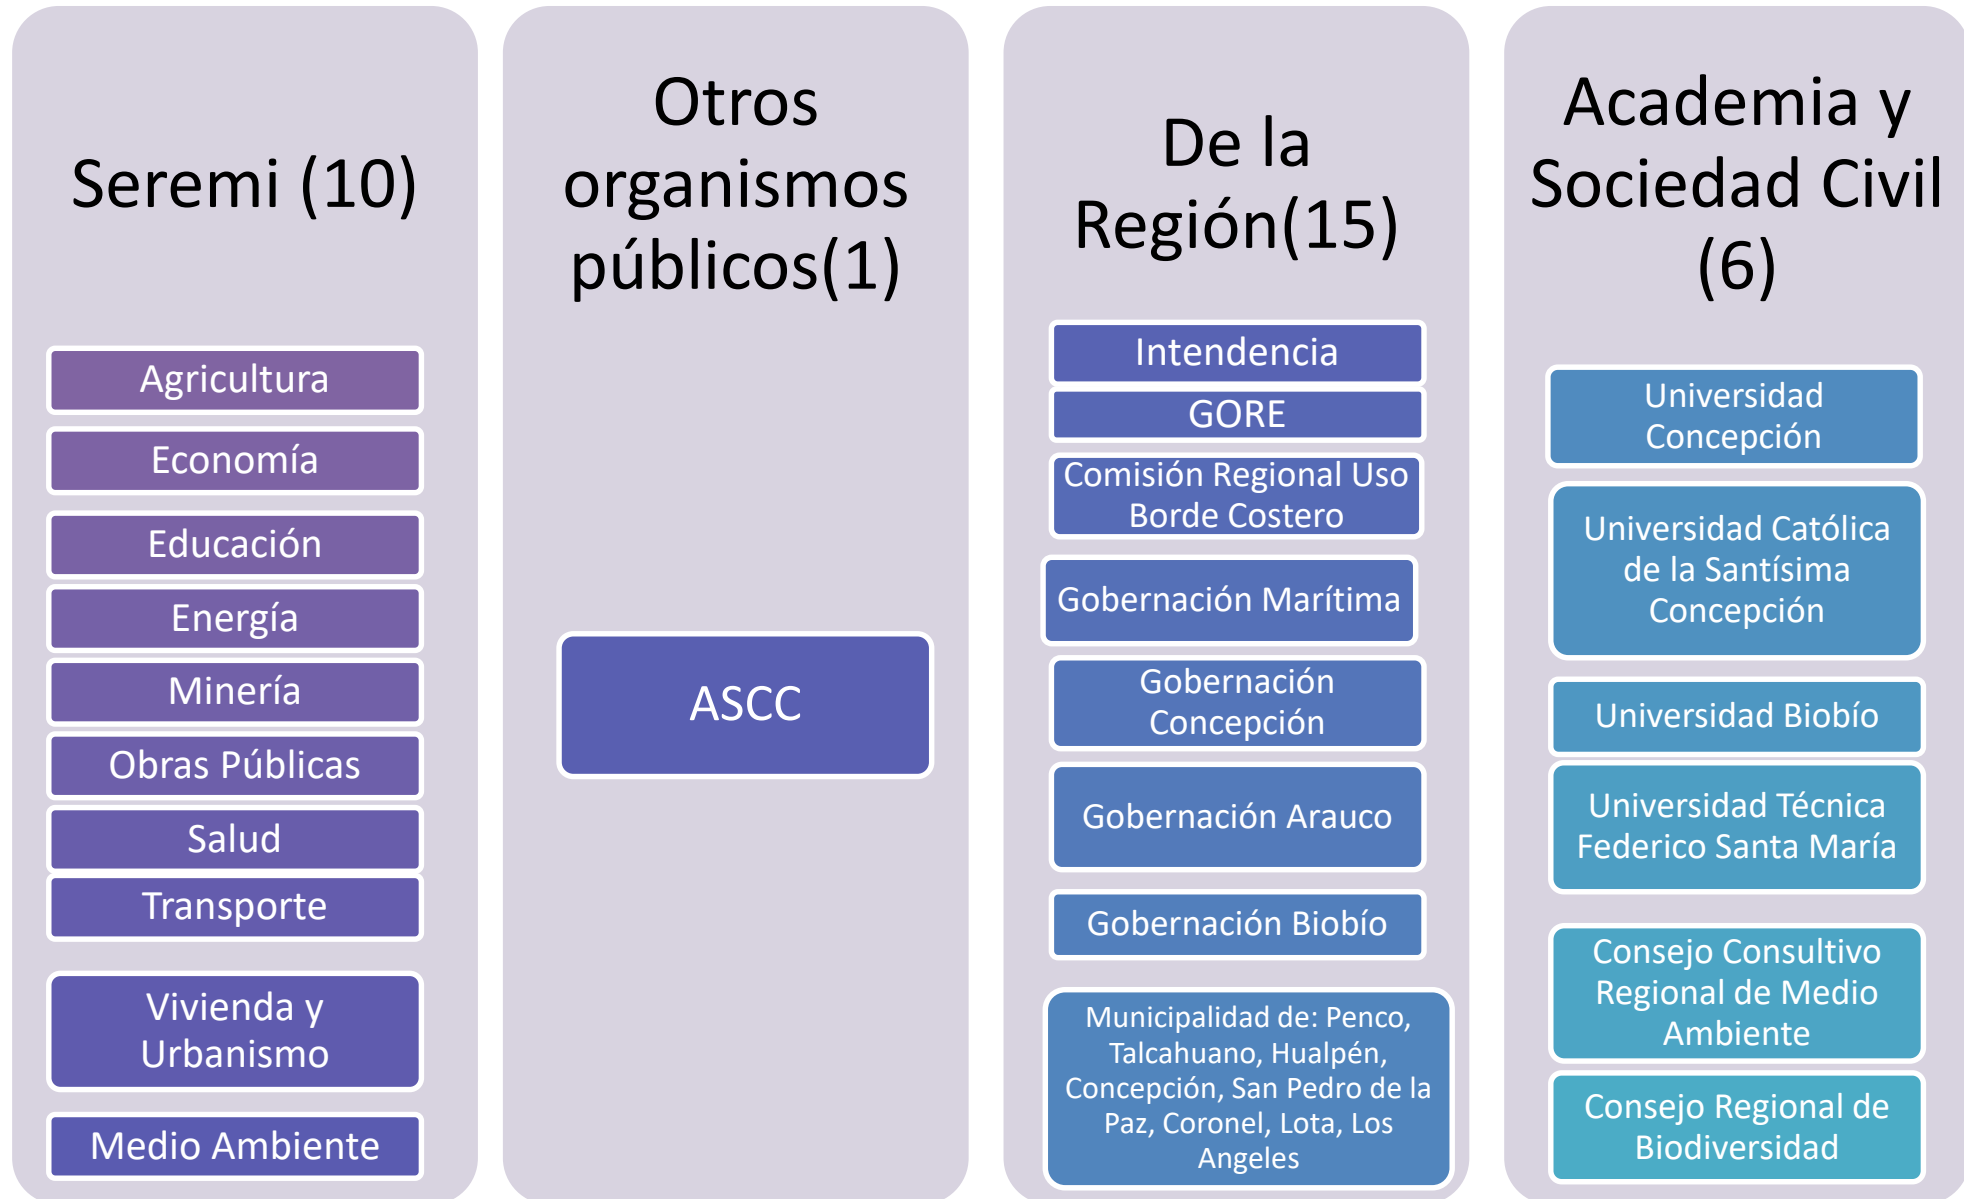 Seremi (10)
Agricultura
Economía
Educación
Energía
Minería
Obras Públicas
Salud
Transporte
Vivienda y
Urbanismo
Medio Ambiente
Otros
organismos
públicos(1)
ASCC
De la
Región(15)
Intendencia
GORE
Comisión Regional Uso
Borde Costero
Gobernación Marítima
Gobernación
Concepción
Gobernación Arauco
Gobernación Biobío
Municipalidad de: Penco,
Talcahuano, Hualpén,
Concepción, San Pedro de la
Paz, Coronel, Lota, Los
Angeles
Academia y
Sociedad Civil
(6)
Universidad
Concepción
Universidad Católica
de la Santísima
Concepción
Universidad Biobío
Universidad Técnica
Federico Santa María
Consejo Consultivo
Regional de Medio
Ambiente
Consejo Regional de
Biodiversidad